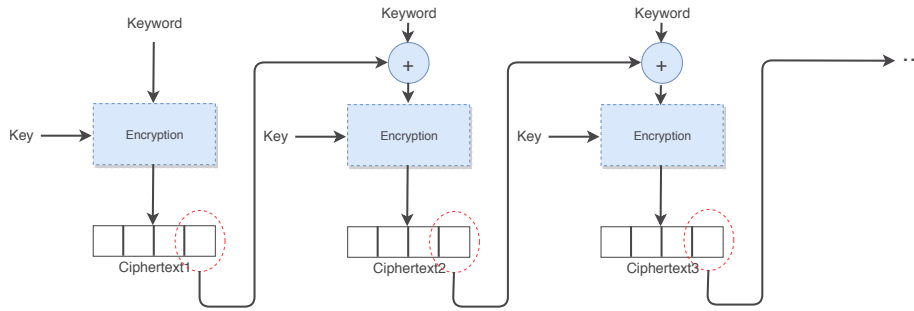 Keyword
Keyword
Keyword
+
+
Key
Encryption
Key
Encryption
Key
Encryption
...
Ciphertext1
Ciphertext2
Ciphertext3